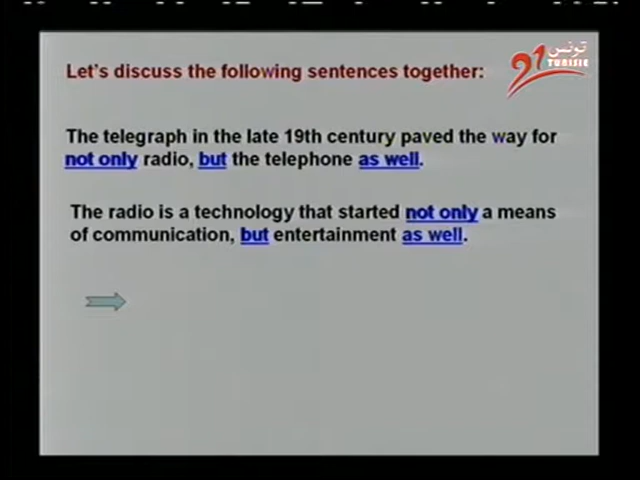 Let's discuss the following sentences together:
تونس
21
TUNISIE
The telegraph in the late 19th century paved the way for
not only radio, but the telephone as well.
The radio is a technology that started not only a means
of communication, but entertainment as well.